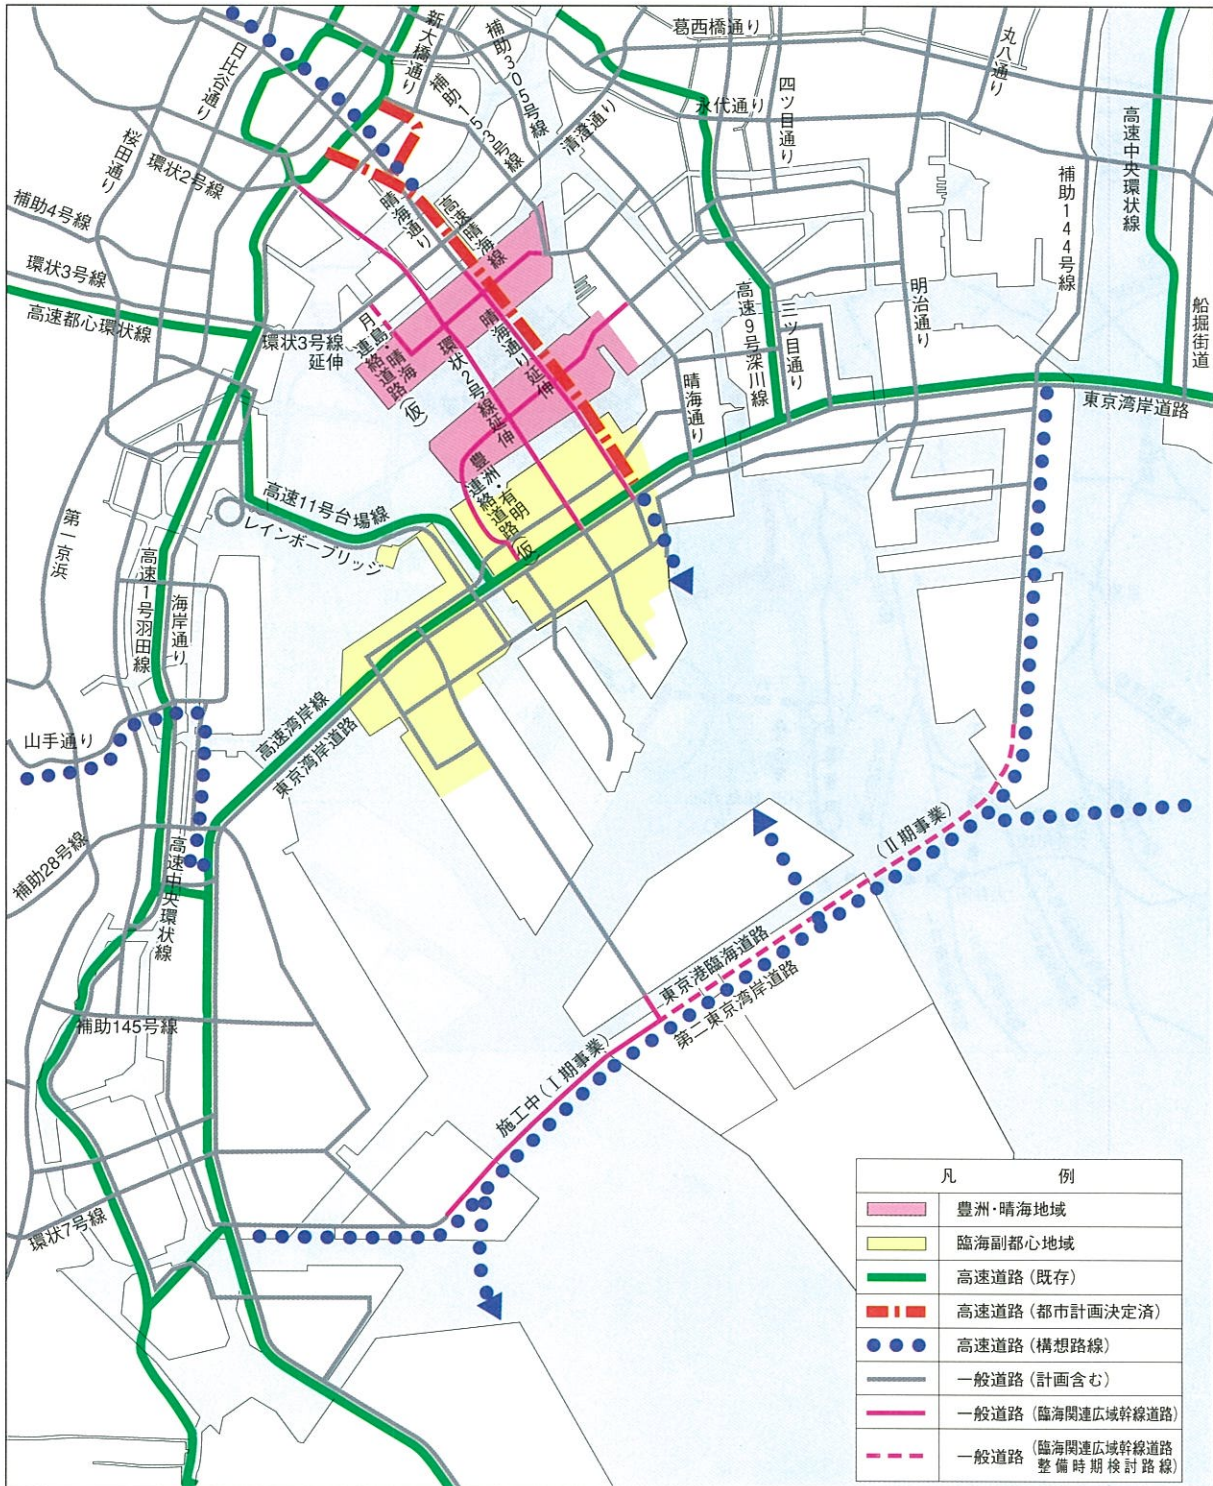 新大橋通り
補助305号線
葛西橋通り
丸八通り
日比谷通り
補助153号線
清澄通り
永代通り
四ツ目通り
高速中央環状線
桜田通り
環状2号線
補助144号線
補助4号線
晴海通り
高速晴海線
環状3号線
高速都心環状線
環状3号線
延伸
月島・晴海
連絡道路(仮)
環状2号線延伸
晴海通り延伸
高速9号深川線
三ツ目通り
明治通り
船堀街道
晴海通り
東京湾岸道路
豊洲・有明
連絡道路(仮)
高速11号台場線
レインボーブリッジ
第一京浜
高速1号羽田線
海岸通り
高速湾岸線
東京湾岸道路
山手通り
補助28号線
高速中央環状線
(Ⅱ期事業)
東京港臨海道路
第二東京湾岸道路
補助145号線
施工中(Ⅰ期事業)
環状7号線
凡 例
豊洲・晴海地域
臨海副都心地域
高速道路(既存)
高速道路(都市計画決定済)
高速道路(構想路線)
一般道路(計画含む)
一般道路(臨海関連広域幹線道路)
一般道路(臨海関連広域幹線道路
整備時期検討路線)